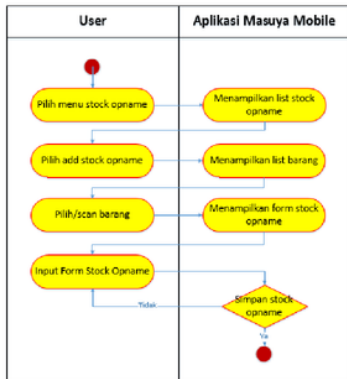 User
Aplikasi Masuya Mobile
Pilih menu stock opname
Menampilkan list stock
opname
Pilih add stock opname
Menampilkan list barang
Pilih/scan barang
Menampilkan form stock
opname
Input Form Stock Opname
Simpan stock
opname
Tidak
Ya